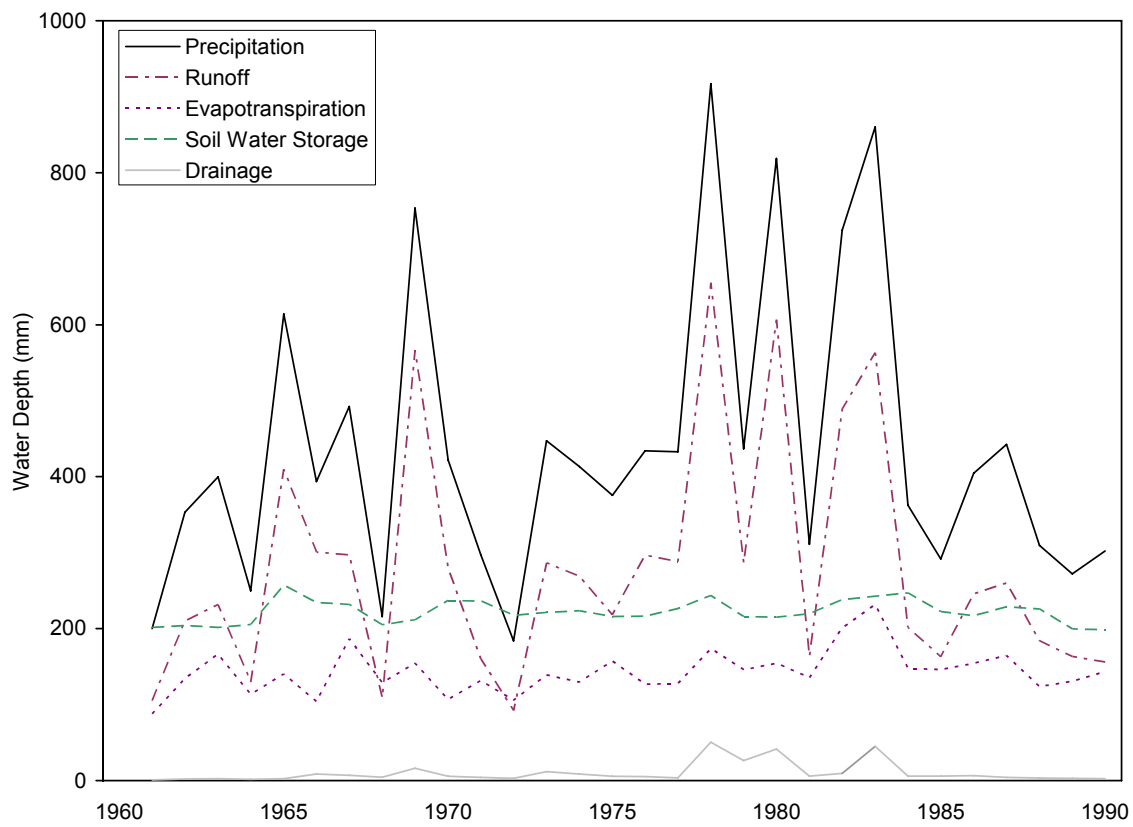 1000
800
600
400
200
0
Water Depth (mm)
Precipitation
Runoff
Evapotranspiration
Soil Water Storage
Drainage
1960 1965 1970 1975 1980 1985 1990